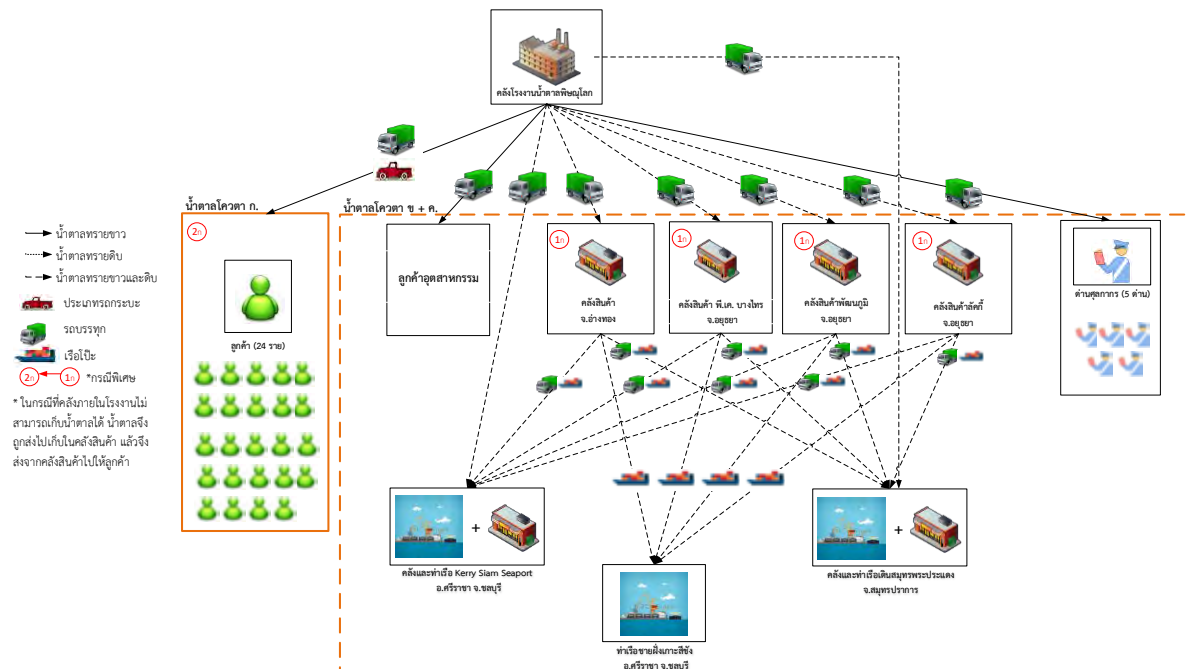 คลังโรงงานน้ำตาลพิษณุโลก
น้ำตาลโควตา ก.
น้ำตาลโควตา ข + ค.
น้ำตาลทรายขาว
น้ำตาลทรายดิบ
น้ำตาลทรายขาวและดิบ
ประเภทรถกระบะ
รถบรรทุก
เรือโป๊ะ
2ก 1ก *กรณีพิเศษ
* ในกรณีที่คลังภายในโรงงานไม่
สามารถเก็บน้ำตาลได้ น้ำตาลจึง
ถูกส่งไปเก็บในคลังสินค้า แล้วจึง
ส่งจากคลังสินค้าไปให้ลูกค้า
2ก
ลูกค้า (24 ราย)
ลูกค้าอุตสาหกรรม
1ก
คลังสินค้า
จ.อ่างทอง
1ก
คลังสินค้า พี.เค. บางไทร
จ.อยุธยา
1ก
คลังสินค้าพัฒนภูมิ
จ.อยุธยา
1ก
คลังสินค้าลัคกี้
จ.อยุธยา
ด่านศุลกากร (5 ด่าน)
+
คลังและท่าเรือ Kerry Siam Seaport
อ.ศรีราชา จ.ชลบุรี
ท่าเรือชายฝั่งเกาะสีชัง
อ.ศรีราชา จ.ชลบุรี
+
คลังและท่าเรือเดินสมุทรพระประแดง
จ.สมุทรปราการ